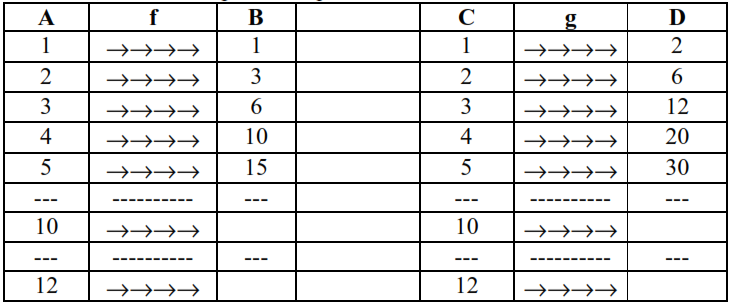 A f B C g D
1 →→→→ 1 1 →→→→ 2
2 →→→→ 3 2 →→→→ 6
3 →→→→ 6 3 →→→→ 12
4 →→→→ 10 4 →→→→ 20
5 →→→→ 15 5 →→→→ 30
--- ---------- --- --- ---------- ---
10 →→→→ 10 →→→→
--- ---------- --- --- ---------- ---
12 →→→→ 12 →→→→